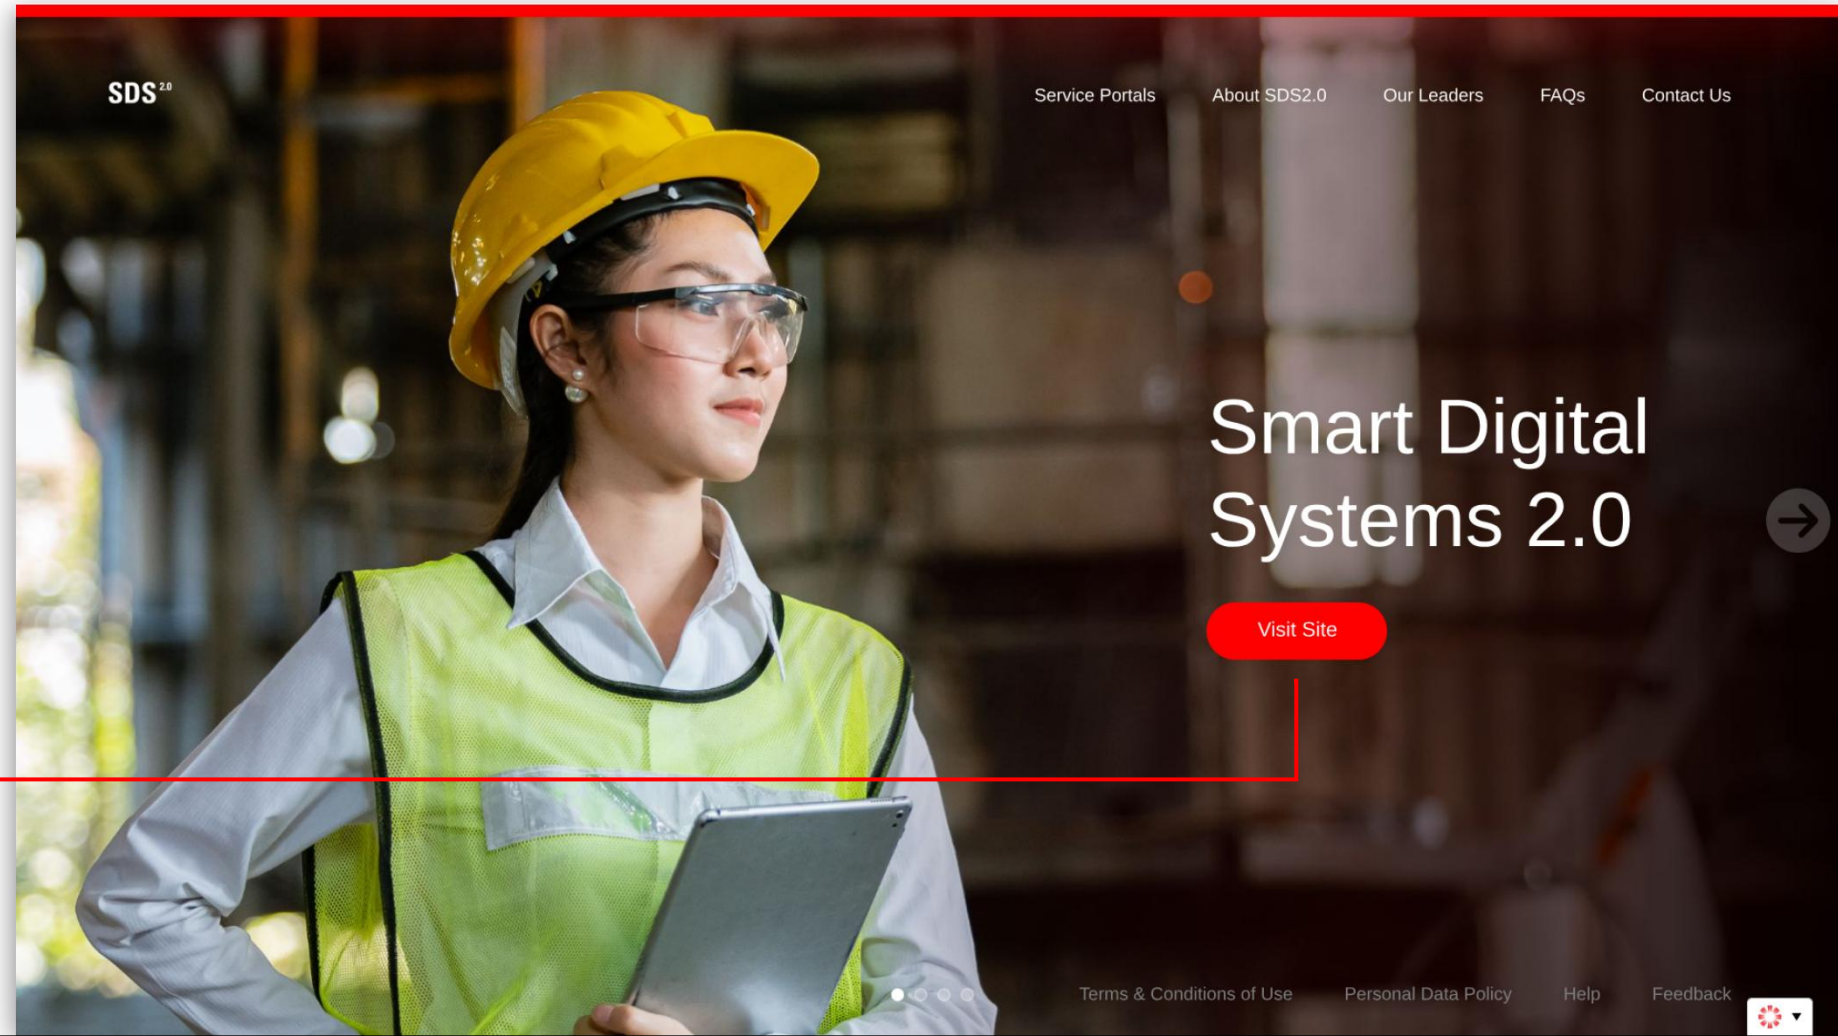 SDS 2.0
Service Portals About SDS2.0 Our Leaders FAQs Contact Us
Smart Digital
Systems 2.0
Visit Site
Terms & Conditions of Use Personal Data Policy Help Feedback